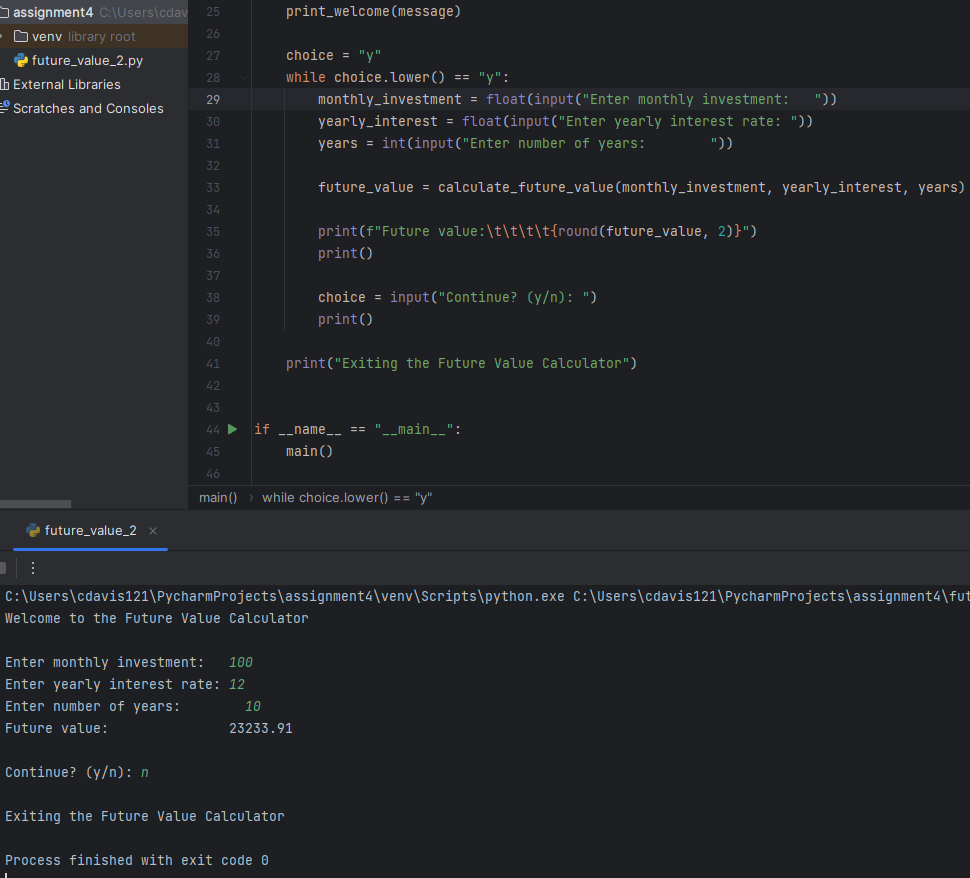 assignment4 C:\Users\cdav
venv library root
future_value_2.py
External Libraries
Scratches and Consoles
25     print_welcome(message)
26
27     choice = "y"
28     while choice.lower() == "y":
29         monthly_investment = float(input("Enter monthly investment:   "))
30         yearly_interest = float(input("Enter yearly interest rate: "))
31         years = int(input("Enter number of years:        "))
32
33         future_value = calculate_future_value(monthly_investment, yearly_interest, years)
34
35         print(f"Future value:\t\t\t\t{round(future_value, 2)}")
36         print()
37
38         choice = input("Continue? (y/n): ")
39         print()
40
41     print("Exiting the Future Value Calculator")
42
43
44 if __name__ == "__main__":
45     main()
46
main() › while choice.lower() == "y"
future_value_2 ×
C:\Users\cdavis121\PycharmProjects\assignment4\venv\Scripts\python.exe C:\Users\cdavis121\PycharmProjects\assignment4\fut
Welcome to the Future Value Calculator

Enter monthly investment:   100
Enter yearly interest rate: 12
Enter number of years:        10
Future value:               23233.91

Continue? (y/n): n

Exiting the Future Value Calculator

Process finished with exit code 0